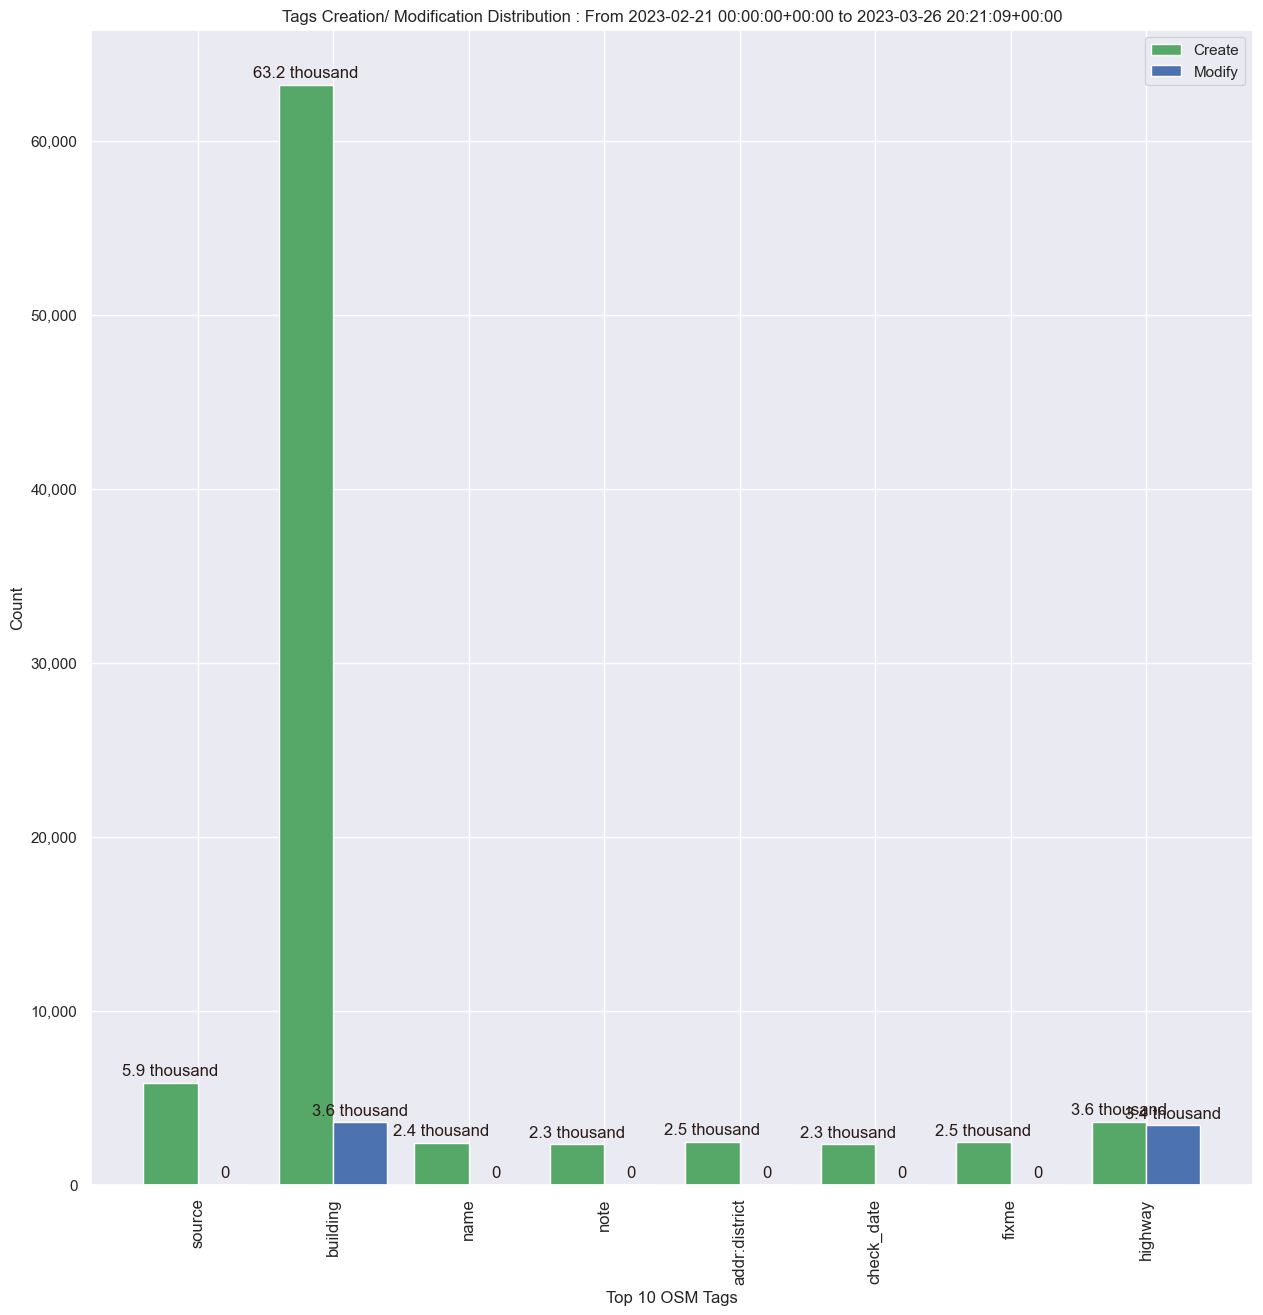 Tags Creation/ Modification Distribution : From 2023-02-21 00:00:00+00:00 to 2023-03-26 20:21:09+00:00
Create
Modify
63.2 thousand
60,000
50,000
40,000
Count
30,000
20,000
10,000
0
5.9 thousand
0
3.6 thousand
2.4 thousand
0
2.3 thousand
0
2.5 thousand
0
2.3 thousand
0
2.5 thousand
0
3.6 thousand
3.4 thousand
source
building
name
note
addr:district
check_date
fixme
highway
Top 10 OSM Tags